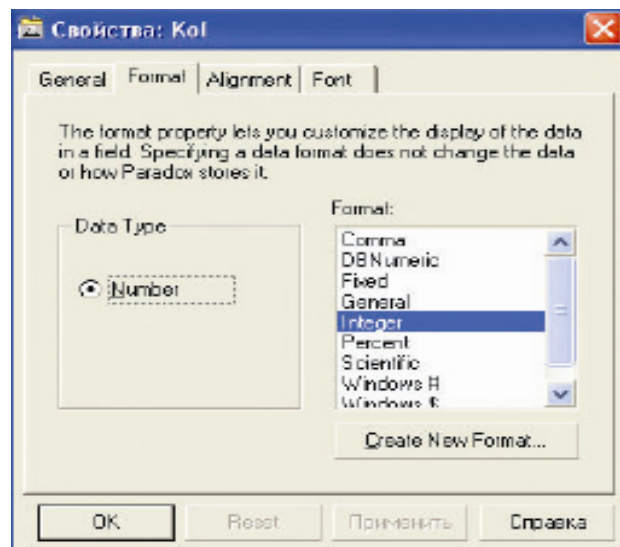 Свойства: Kol
General Format Alignment Font
The format property lets you customize the display of the data
in a field. Specifying a data format does not change the data
or how Paradox stores it.
Data Type
Number
Format:
Comma
DBNumeric
Fixed
General
Integer
Percent
Scientific
Windows #
Windows $
Create New Format...
OK Reset Применить Справка